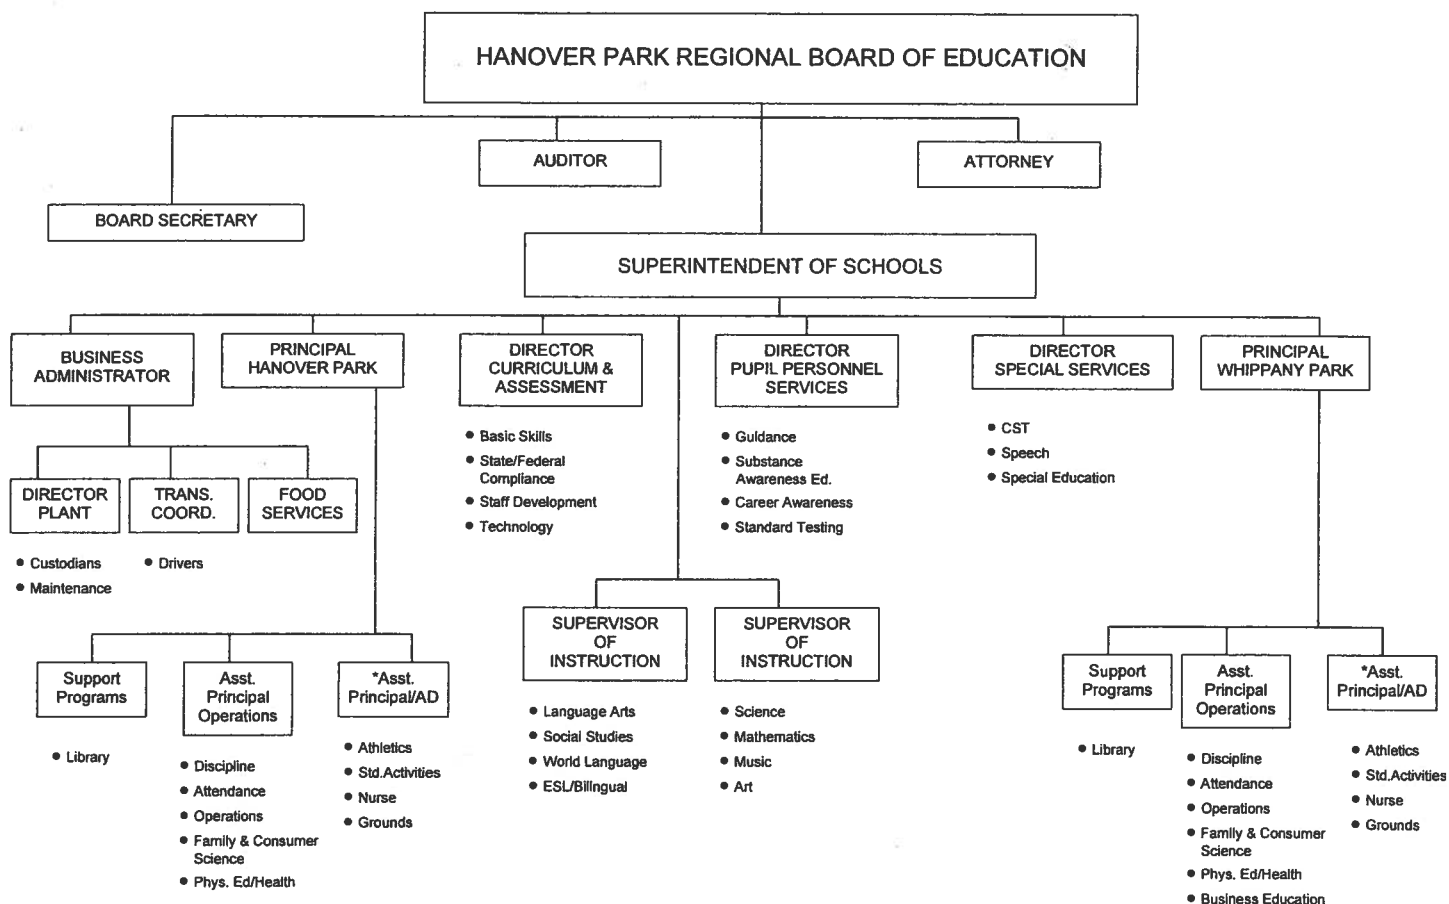 HANOVER PARK REGIONAL BOARD OF EDUCATION
AUDITOR
ATTORNEY
BOARD SECRETARY
SUPERINTENDENT OF SCHOOLS
BUSINESS
ADMINISTRATOR
PRINCIPAL
HANOVER PARK
DIRECTOR
CURRICULUM &
ASSESSMENT
DIRECTOR
PUPIL PERSONNEL
SERVICES
DIRECTOR
SPECIAL SERVICES
PRINCIPAL
WHIPPANY PARK
• Basic Skills
• State/Federal
Compliance
• Staff Development
• Technology
• Guidance
• Substance
Awareness Ed.
• Career Awareness
• Standard Testing
• CST
• Speech
• Special Education
DIRECTOR
PLANT
TRANS.
COORD.
FOOD
SERVICES
• Custodians
• Maintenance
• Drivers
SUPERVISOR
OF
INSTRUCTION
SUPERVISOR
OF
INSTRUCTION
Support
Programs
Asst.
Principal
Operations
*Asst.
Principal/AD
• Library
• Discipline
• Attendance
• Operations
• Family & Consumer
Science
• Phys. Ed/Health
• Athletics
• Std.Activities
• Nurse
• Grounds
• Language Arts
• Social Studies
• World Language
• ESL/Bilingual
• Science
• Mathematics
• Music
• Art
Support
Programs
Asst.
Principal
Operations
*Asst.
Principal/AD
• Library
• Discipline
• Attendance
• Operations
• Family & Consumer
Science
• Phys. Ed/Health
• Business Education
• Athletics
• Std.Activities
• Nurse
• Grounds